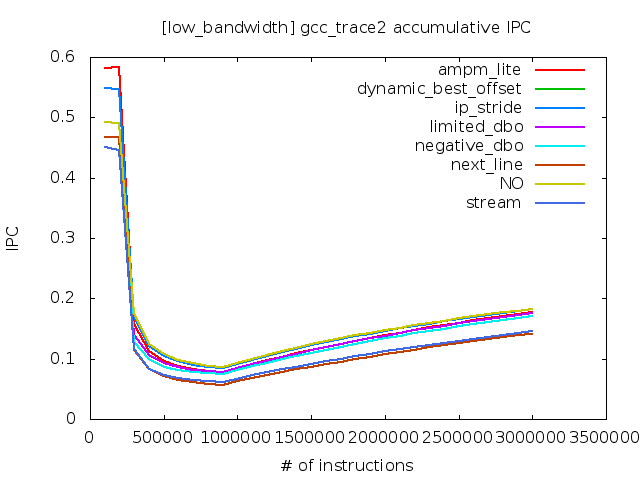 [low_bandwidth] gcc_trace2 accumulative IPC
0.6
0.5
0.4
0.3
0.2
0.1
0
IPC
ampm_lite
dynamic_best_offset
ip_stride
limited_dbo
negative_dbo
next_line
NO
stream
0 500000 1000000 1500000 2000000 2500000 3000000 3500000
# of instructions